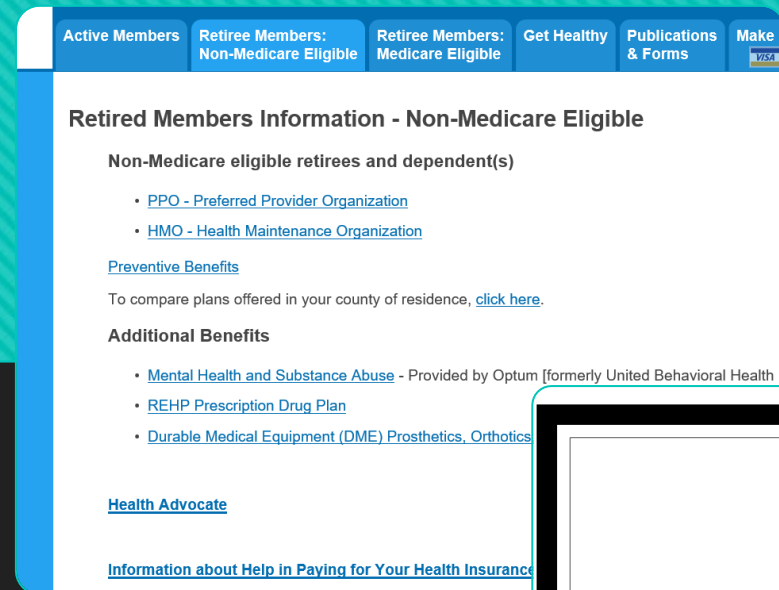 Active Members
Retiree Members:
Non-Medicare Eligible
Retiree Members:
Medicare Eligible
Get Healthy
Publications
& Forms
Make
VISA
Retired Members Information - Non-Medicare Eligible
Non-Medicare eligible retirees and dependent(s)
• PPO - Preferred Provider Organization
• HMO - Health Maintenance Organization
Preventive Benefits
To compare plans offered in your county of residence, click here.
Additional Benefits
• Mental Health and Substance Abuse - Provided by Optum [formerly United Behavioral Health
• REHP Prescription Drug Plan
• Durable Medical Equipment (DME) Prosthetics, Orthotics
Health Advocate
Information about Help in Paying for Your Health Insurance